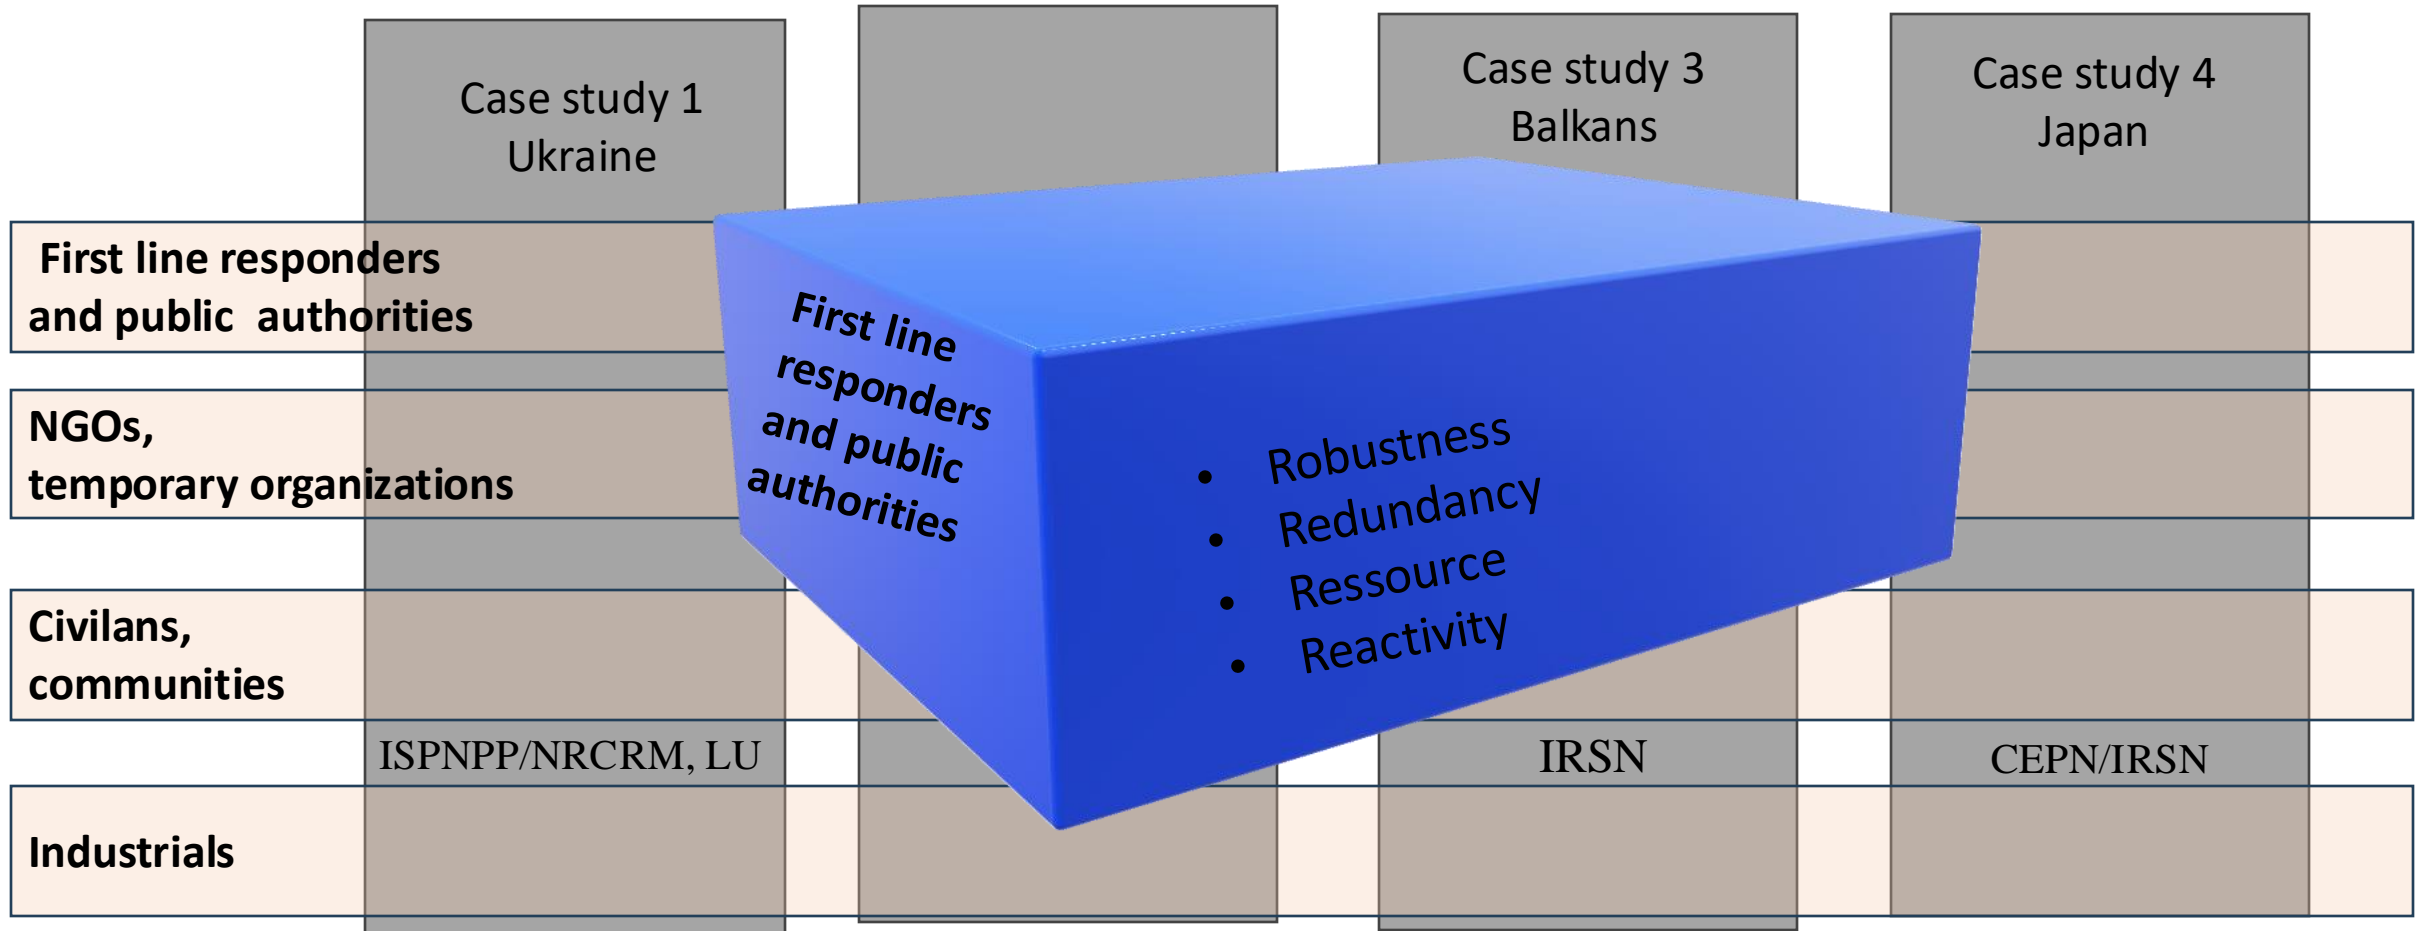 Case study 1
Ukraine
Case study 3
Balkans
Case study 4
Japan
First line responders
and public authorities
NGOs,
temporary organizations
Civilans,
communities
Industrials
First line
responders
and public
authorities
• Robustness
• Redundancy
• Ressource
• Reactivity
ISPNPP/NRCRM, LU
IRSN
CEPN/IRSN